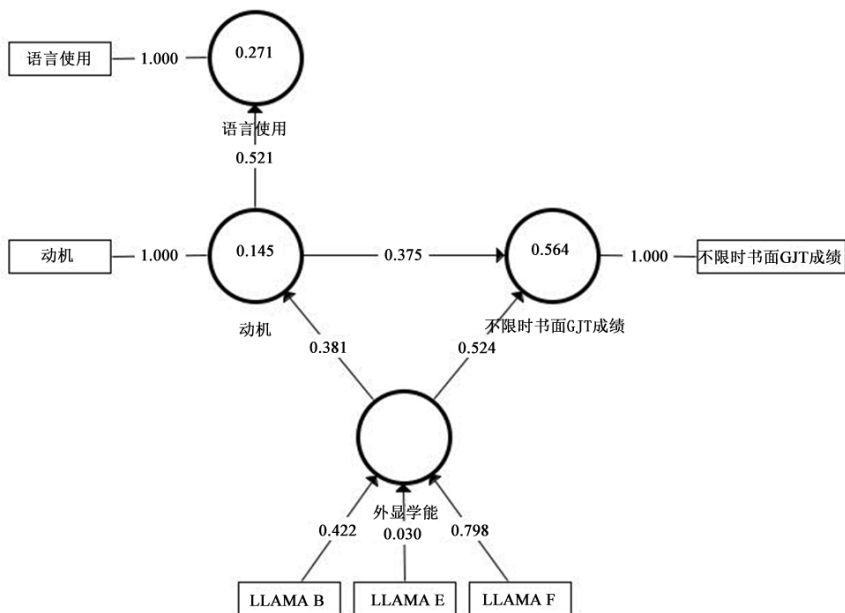 语言使用
1.000
0.271
语言使用
0.521
动机
1.000
0.145
0.375
0.564
1.000
不限时书面GJT成绩
动机
不限时书面GJT成绩
0.381
0.524
外显学能
0.422
0.030
0.798
LLAMA B
LLAMA E
LLAMA F